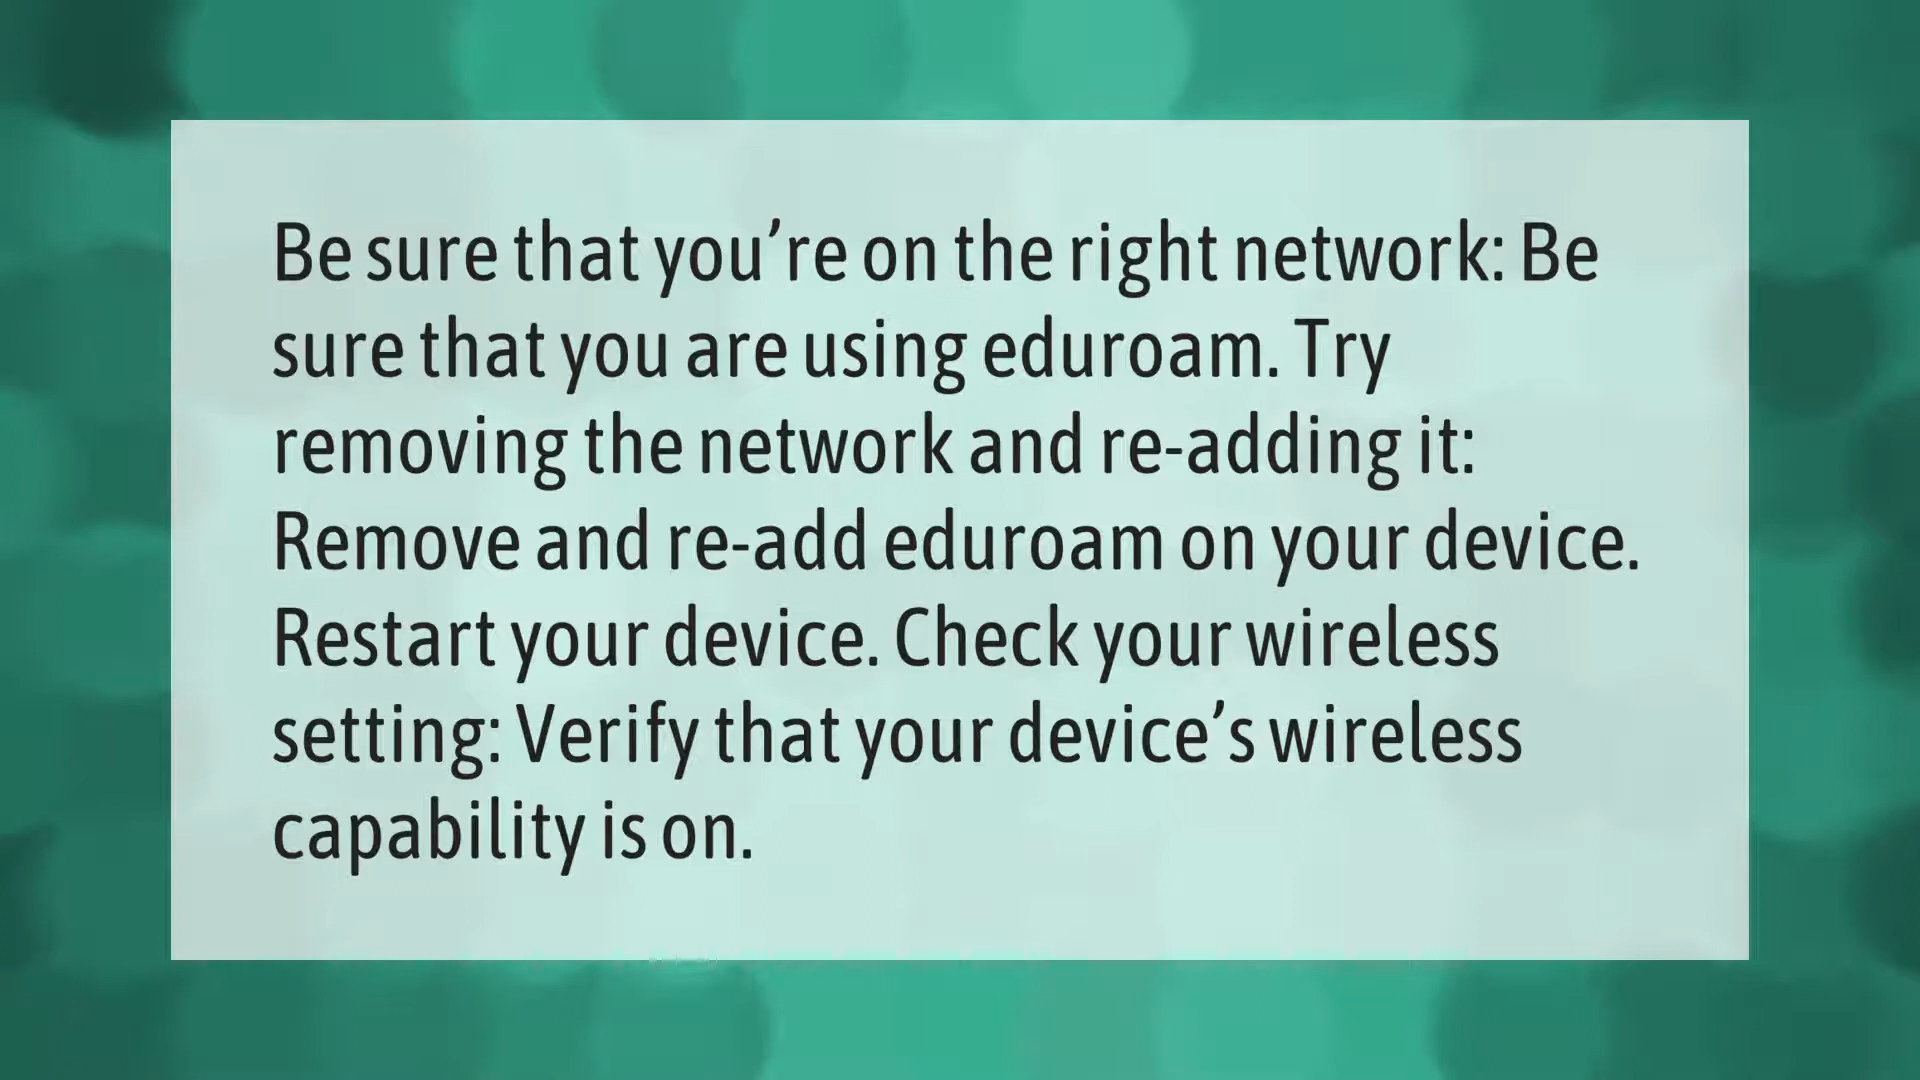 Be sure that you’re on the right network: Be
sure that you are using eduroam. Try
removing the network and re-adding it:
Remove and re-add eduroam on your device.
Restart your device. Check your wireless
setting: Verify that your device’s wireless
capability is on.